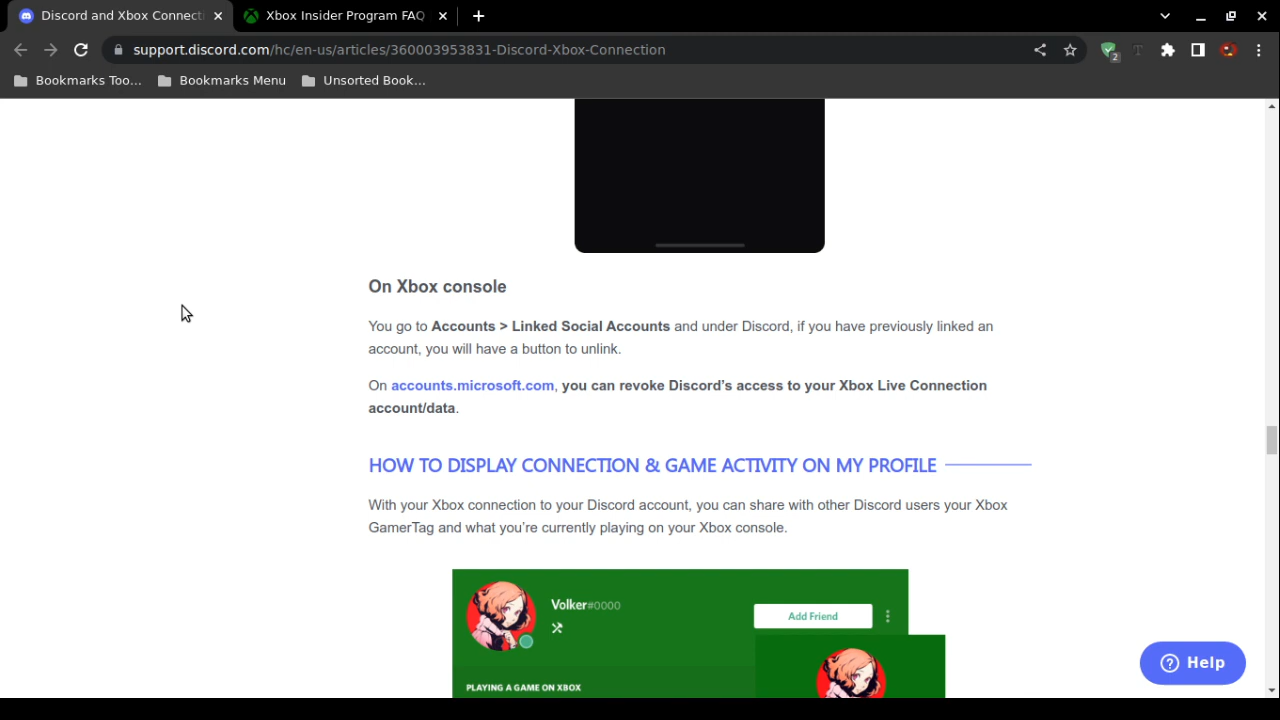 Discord and Xbox Connecti
Xbox Insider Program FAQ
support.discord.com/hc/en-us/articles/360003953831-Discord-Xbox-Connection
2
T
Bookmarks Too...
Bookmarks Menu
Unsorted Book...
On Xbox console
You go to Accounts > Linked Social Accounts and under Discord, if you have previously linked an
account, you will have a button to unlink.
On accounts.microsoft.com, you can revoke Discord's access to your Xbox Live Connection
account/data.
HOW TO DISPLAY CONNECTION & GAME ACTIVITY ON MY PROFILE
With your Xbox connection to your Discord account, you can share with other Discord users your Xbox
GamerTag and what you're currently playing on your Xbox console.
Volker#0000
Add Friend
PLAYING A GAME ON XBOX
Help